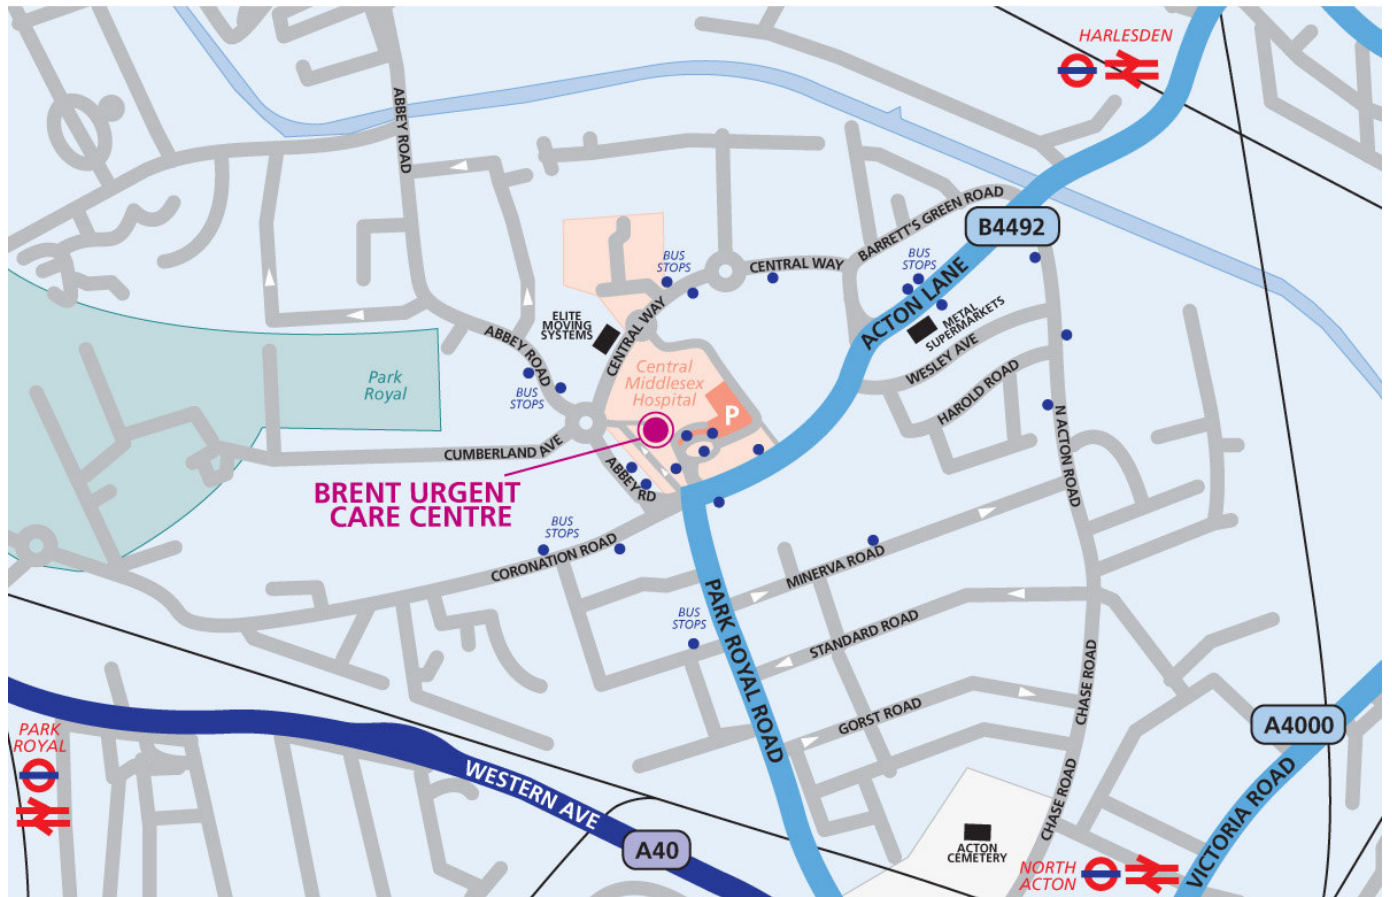 HARLESDEN
ABBEY ROAD
BARRETT'S GREEN ROAD
B4492
BUS
STOPS
CENTRAL WAY
BUS
STOPS
ACTON LANE
ELITE
MOVING
SYSTEMS
CENTRAL WAY
METAL
SUPERMARKETS
ABBEY ROAD
WESLEY AVE
Park
Royal
BUS
STOPS
Central
Middlesex
Hospital
HAROLD ROAD
P
N ACTON ROAD
CUMBERLAND AVE
ABBEY RD
BRENT URGENT
CARE CENTRE
BUS
STOPS
CORONATION ROAD
MINERVA ROAD
PARK ROYAL ROAD
BUS
STOPS
STANDARD ROAD
CHASE ROAD
GORST ROAD
A4000
PARK
ROYAL
WESTERN AVE
VICTORIA ROAD
CHASE ROAD
A40
ACTON
CEMETERY
NORTH
ACTON